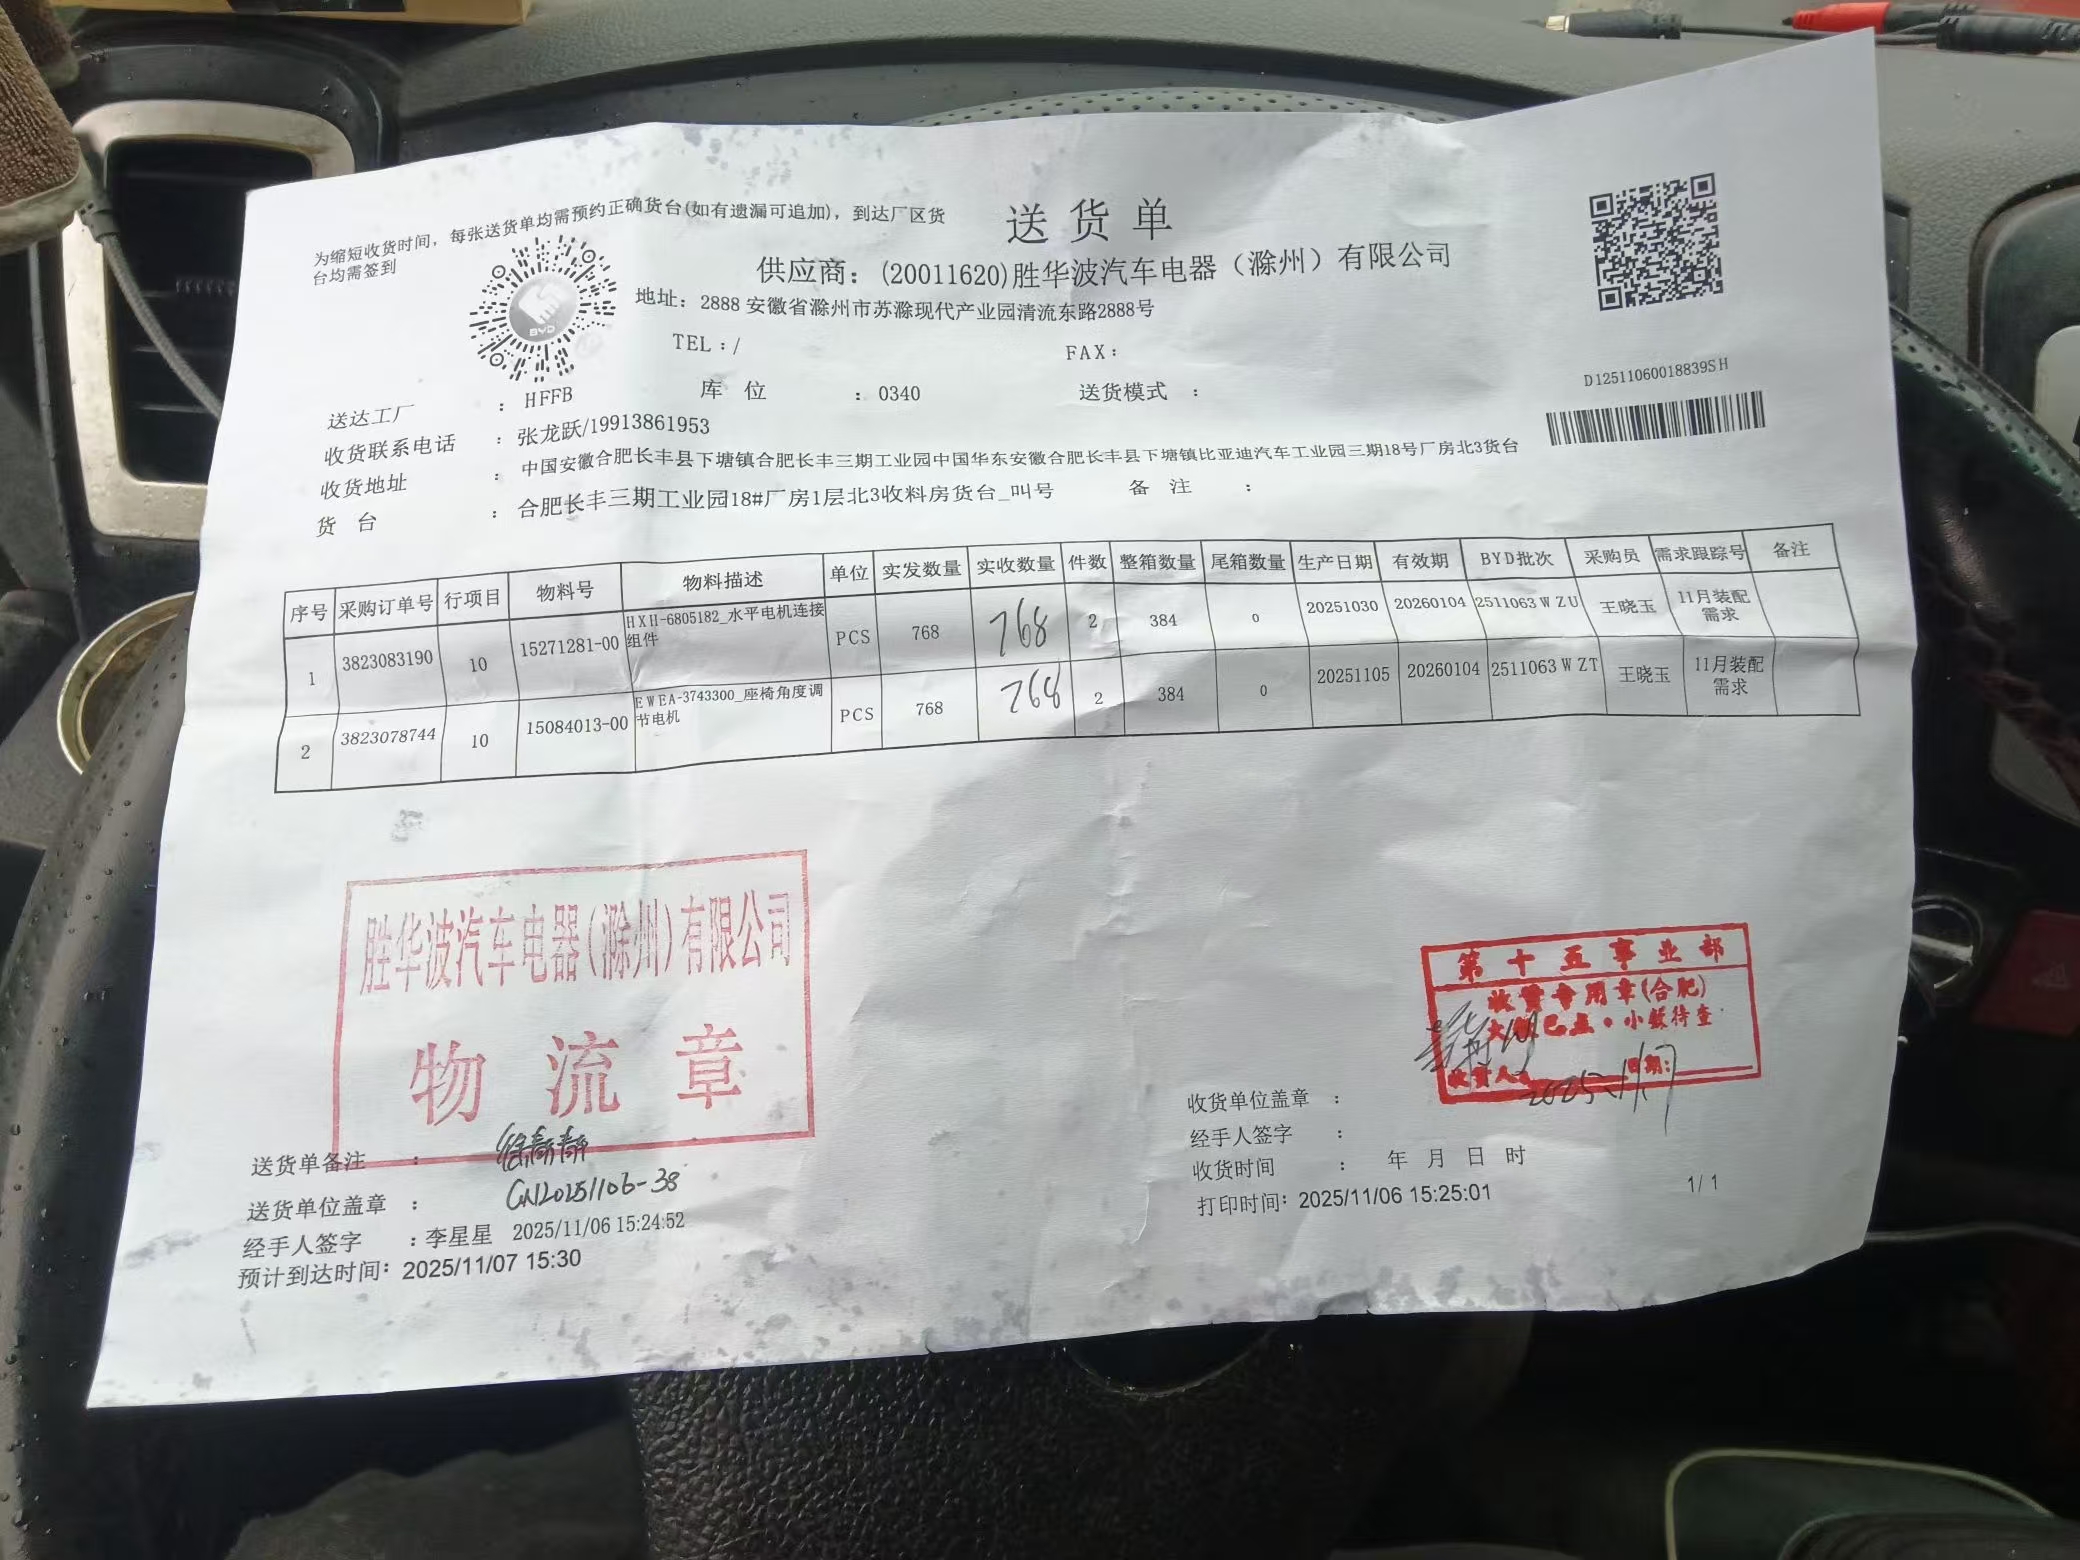 为缩短收货时间，每张送货单均需预约正确货台(如有遗漏可追加)，到达厂区货
台均需签到
送货单
供应商：(20011620)胜华波汽车电器（滁州）有限公司
地址：2888 安徽省滁州市苏滁现代产业园清流东路2888号
BYD
TEL：/ FAX：
D12511060018839SH
送达工厂 ：HFFB 库 位 ：0340 送货模式 ：
收货联系电话 ：张龙跃/19913861953
收货地址 ：中国安徽合肥长丰县下塘镇合肥长丰三期工业园中国华东安徽合肥长丰县下塘镇比亚迪汽车工业园三期18号厂房北3货台
货 台 ：合肥长丰三期工业园18#厂房1层北3收料房货台_叫号 备 注 ：
序号 采购订单号 行项目 物料号 物料描述 单位 实发数量 实收数量 件数 整箱数量 尾箱数量 生产日期 有效期 BYD批次 采购员 需求跟踪号 备注
1 3823083190 10 15271281-00 HXH-6805182_水平电机连接组件 PCS 768 768 2 384 0 20251030 20260104 2511063WZU 王晓玉 11月装配需求
2 3823078744 10 15084013-00 EWEA-3743300_座椅角度调节电机 PCS 768 768 2 384 0 20251105 20260104 2511063WZT 王晓玉 11月装配需求
胜华波汽车电器(滁州)有限公司
物流章
第十五事业部
收货专用章(合肥)
大数已点·小数待查
收货人: 日期:
2025.11.7
送货单备注 ：
送货单位盖章 ： CN20251106-38
经手人签字 ：李星星 2025/11/06 15:24:52
预计到达时间：2025/11/07 15:30
收货单位盖章 ：
经手人签字 ：
收货时间 ： 年 月 日 时
打印时间：2025/11/06 15:25:01
1/1